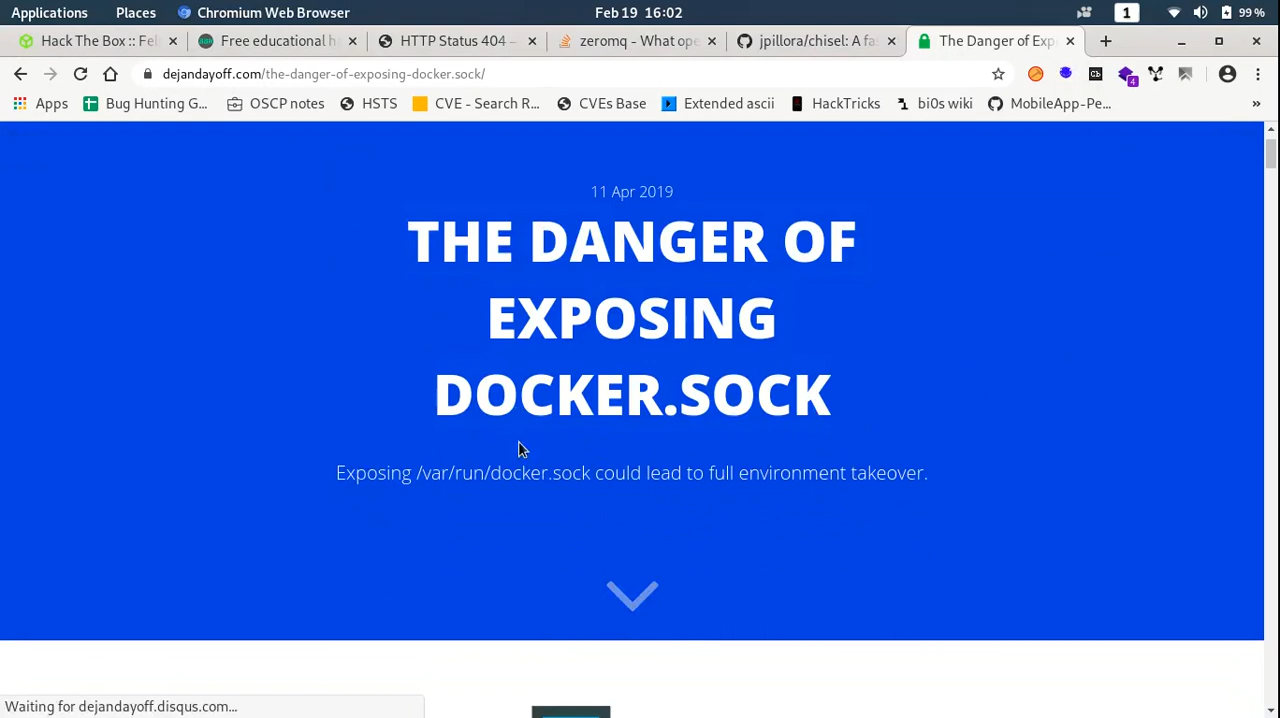 Applications Places Chromium Web Browser Feb 19 16:02 1 99 %
Hack The Box :: Fel Free educational h HTTP Status 404 – zeromq - What ope jpillora/chisel: A fa The Danger of Exp
dejandayoff.com/the-danger-of-exposing-docker.sock/ 4
Apps Bug Hunting G... OSCP notes HSTS CVE - Search R... CVEs Base Extended ascii HackTricks bi0s wiki MobileApp-Pe... »
11 Apr 2019
THE DANGER OF
EXPOSING
DOCKER.SOCK
Exposing /var/run/docker.sock could lead to full environment takeover.
Waiting for dejandayoff.disqus.com...